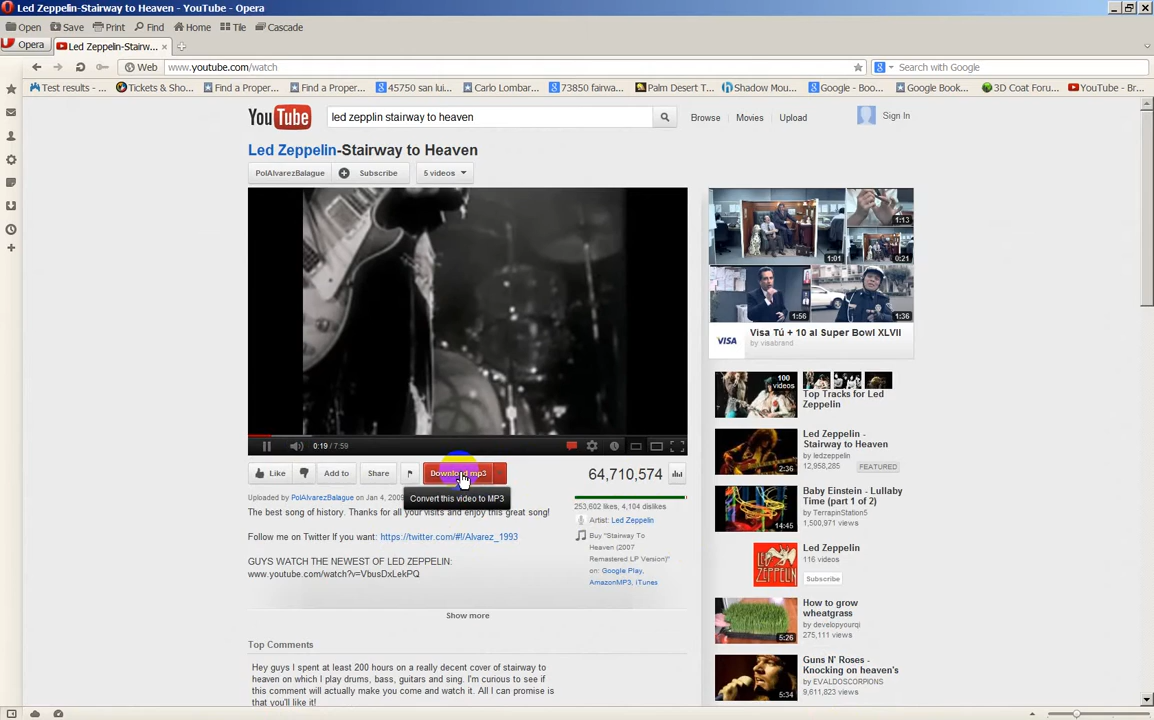 Led Zeppelin-Stairway to Heaven - YouTube - Opera
Open Save Print Find Home Tile Cascade
Opera Led Zeppelin-Stairw...
Web www.youtube.com/watch Search with Google
Test results - ... Tickets & Sho... Find a Proper... Find a Proper... 45750 san lui... Carlo Lombar... 73850 fairwa... Palm Desert T... Shadow Mou... Google - Boo... Google Book... 3D Coat Foru... YouTube - Br...
YouTube led zepplin stairway to heaven Browse Movies Upload Sign In
Led Zeppelin-Stairway to Heaven
PolAlvarezBalague Subscribe 5 videos
0:19 / 7:59
Like Add to Share Download mp3 64,710,574
Convert this video to MP3
Uploaded by PolAlvarezBalague on Jan 4, 2009
The best song of history. Thanks for all your visits and enjoy this great song!
Follow me on Twitter If you want: https://twitter.com/#!/Alvarez_1993
GUYS WATCH THE NEWEST OF LED ZEPPELIN:
www.youtube.com/watch?v=VbusDxLekPQ
253,602 likes, 4,104 dislikes
Artist: Led Zeppelin
Buy "Stairway To
Heaven (2007
Remastered LP Version)"
on: Google Play,
AmazonMP3, iTunes
Show more
Top Comments
Hey guys I spent at least 200 hours on a really decent cover of stairway to
heaven on which I play drums, bass, guitars and sing. I'm curious to see if
this comment will actually make you come and watch it. All I can promise is
that you'll like it!
1:13
1:01
0:21
1:56
1:36
VISA
Visa Tú + 10 al Super Bowl XLVII
by visabrand
100
videos
Top Tracks for Led
Zeppelin
Led Zeppelin -
Stairway to Heaven
by ledzeppelin
12,958,285 FEATURED
2:36
Baby Einstein - Lullaby
Time (part 1 of 2)
by TerrapinStation5
1,500,971 views
14:45
LED
ZEPPELIN
Led Zeppelin
116 videos
Subscribe
How to grow
wheatgrass
by developyourqi
275,111 views
5:26
Guns N' Roses -
Knocking on heaven's
by EVALDOSCORPIONS
9,611,823 views
5:34